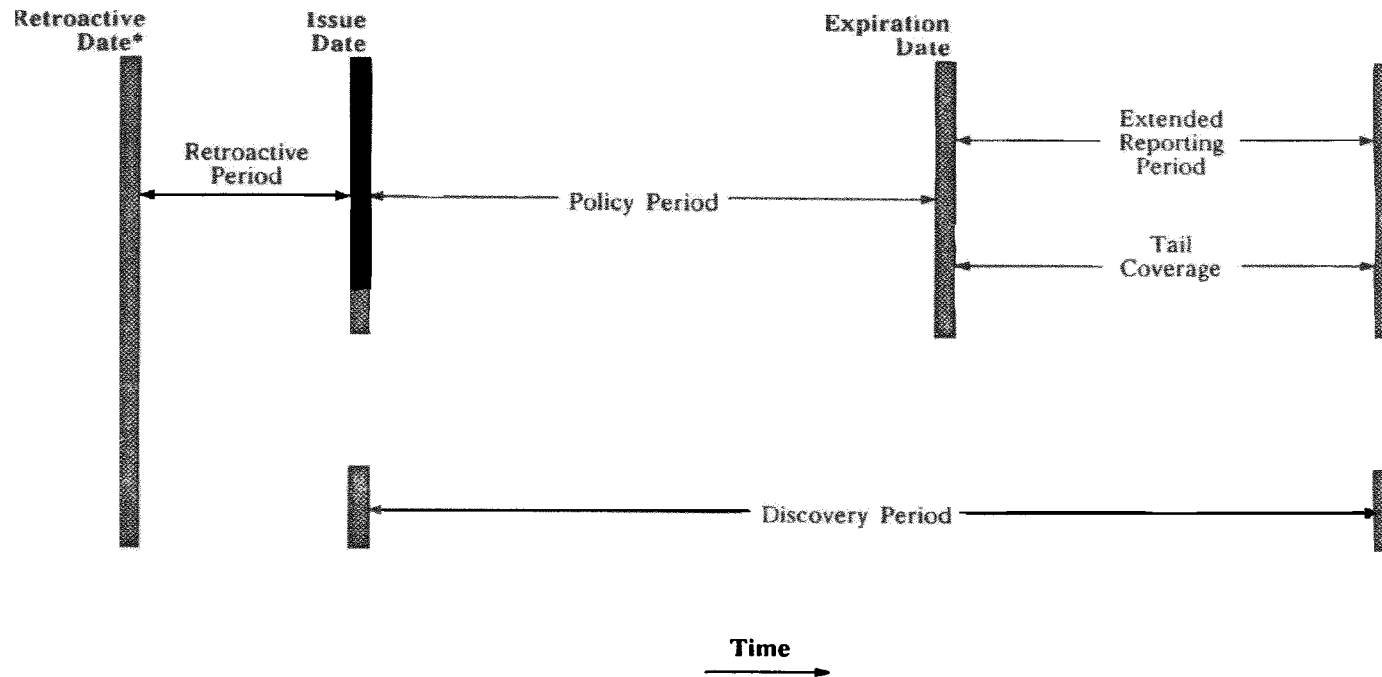 Retroactive
Date*
Issue
Date
Expiration
Date
Retroactive
Period
Policy Period
Extended
Reporting
Period
Tail
Coverage
Discovery Period
Time